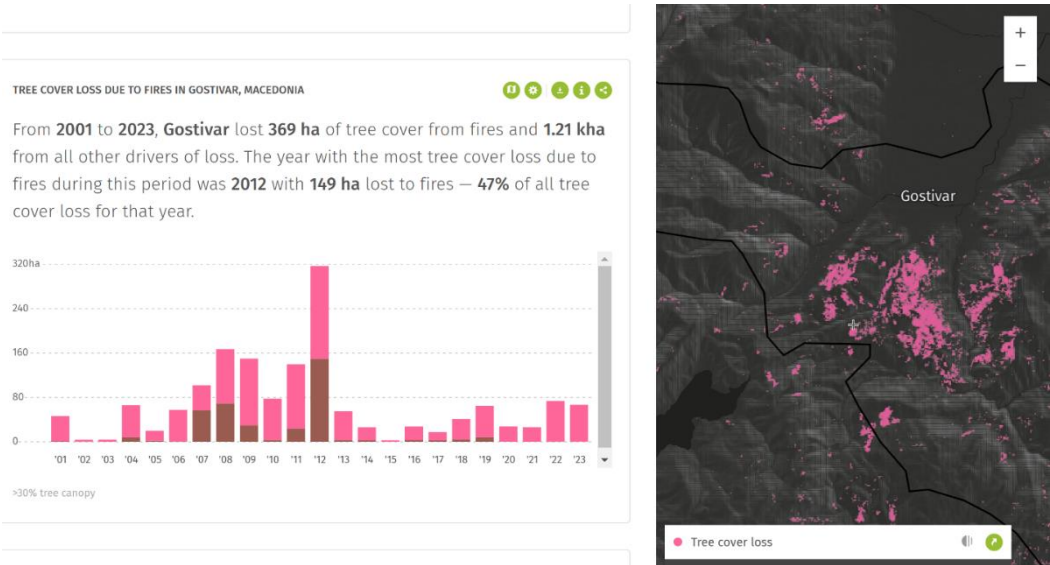 TREE COVER LOSS DUE TO FIRES IN GOSTIVAR, MACEDONIA
From 2001 to 2023, Gostivar lost 369 ha of tree cover from fires and 1.21 kha
from all other drivers of loss. The year with the most tree cover loss due to
fires during this period was 2012 with 149 ha lost to fires — 47% of all tree
cover loss for that year.
320ha
240
160
80
0
'01 '02 '03 '04 '05 '06 '07 '08 '09 '10 '11 '12 '13 '14 '15 '16 '17 '18 '19 '20 '21 '22 '23
>30% tree canopy
+
−
Gostivar
Tree cover loss